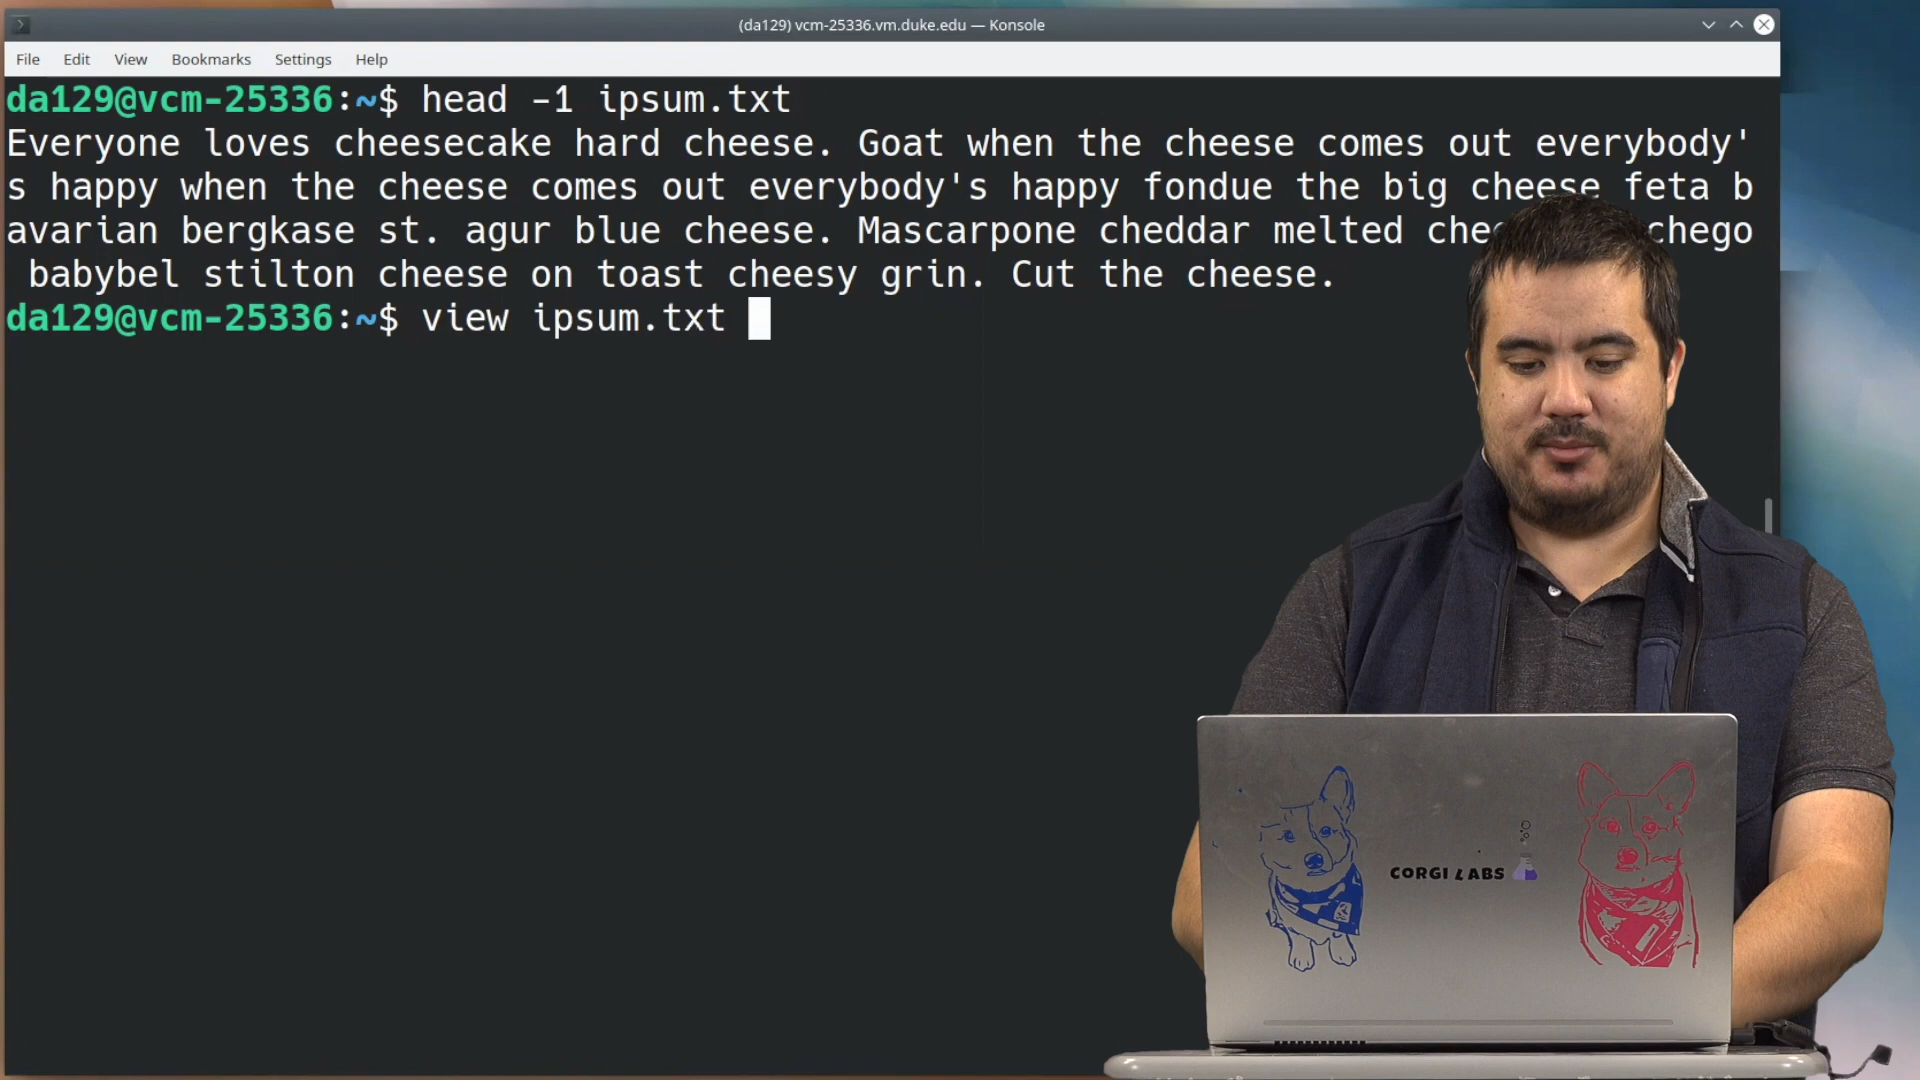 (da129) vcm-25336.vm.duke.edu — Konsole
File Edit View Bookmarks Settings Help
da129@vcm-25336:~$ head -1 ipsum.txt
Everyone loves cheesecake hard cheese. Goat when the cheese comes out everybody'
s happy when the cheese comes out everybody's happy fondue the big cheese feta b
avarian bergkase st. agur blue cheese. Mascarpone cheddar melted chee chego
babybel stilton cheese on toast cheesy grin. Cut the cheese.
da129@vcm-25336:~$ view ipsum.txt
CORGI LABS